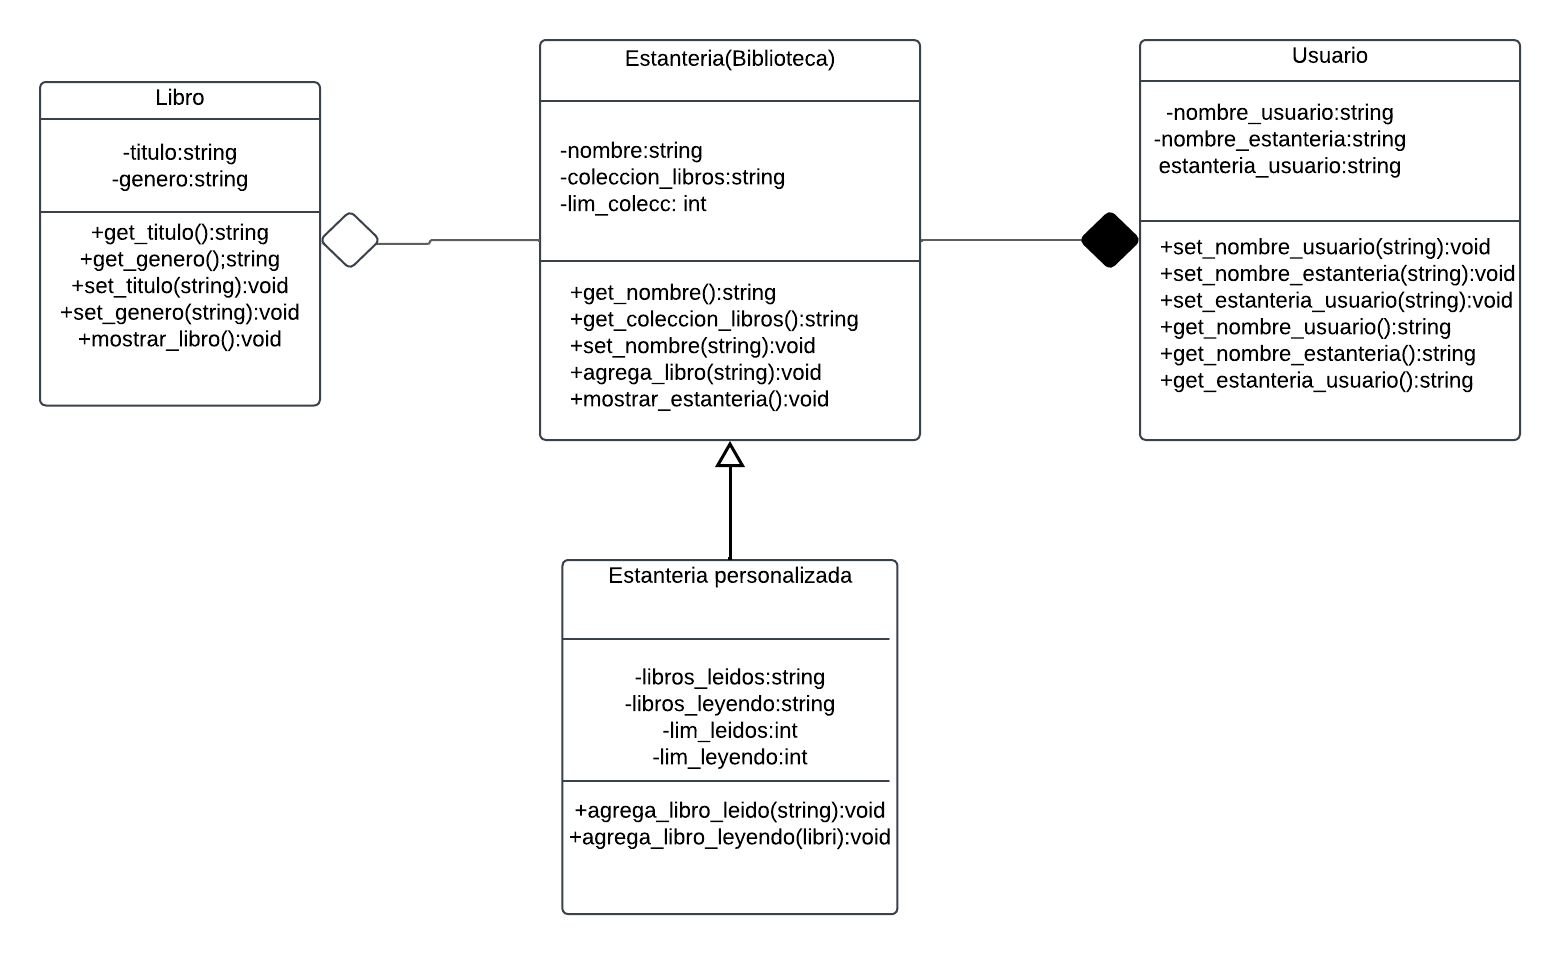 Libro
-titulo:string
-genero:string
+get_titulo():string
+get_genero();string
+set_titulo(string):void
+set_genero(string):void
+mostrar_libro():void
Estanteria(Biblioteca)
-nombre:string
-coleccion_libros:string
-lim_colecc: int
+get_nombre():string
+get_coleccion_libros():string
+set_nombre(string):void
+agrega_libro(string):void
+mostrar_estanteria():void
Usuario
-nombre_usuario:string
-nombre_estanteria:string
estanteria_usuario:string
+set_nombre_usuario(string):void
+set_nombre_estanteria(string):void
+set_estanteria_usuario(string):void
+get_nombre_usuario():string
+get_nombre_estanteria():string
+get_estanteria_usuario():string
Estanteria personalizada
-libros_leidos:string
-libros_leyendo:string
-lim_leidos:int
-lim_leyendo:int
+agrega_libro_leido(string):void
+agrega_libro_leyendo(libri):void